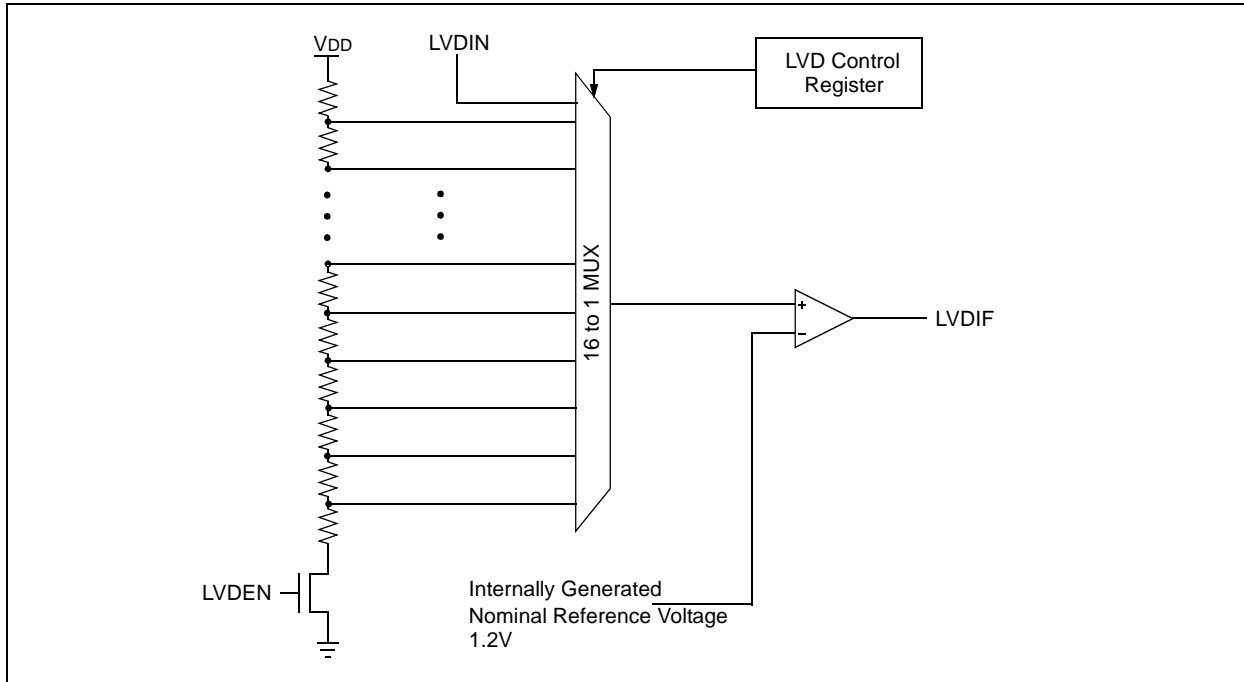 VDD
LVDIN
LVD Control
Register
16 to 1 MUX
+
–
LVDIF
LVDEN
Internally Generated
Nominal Reference Voltage
1.2V